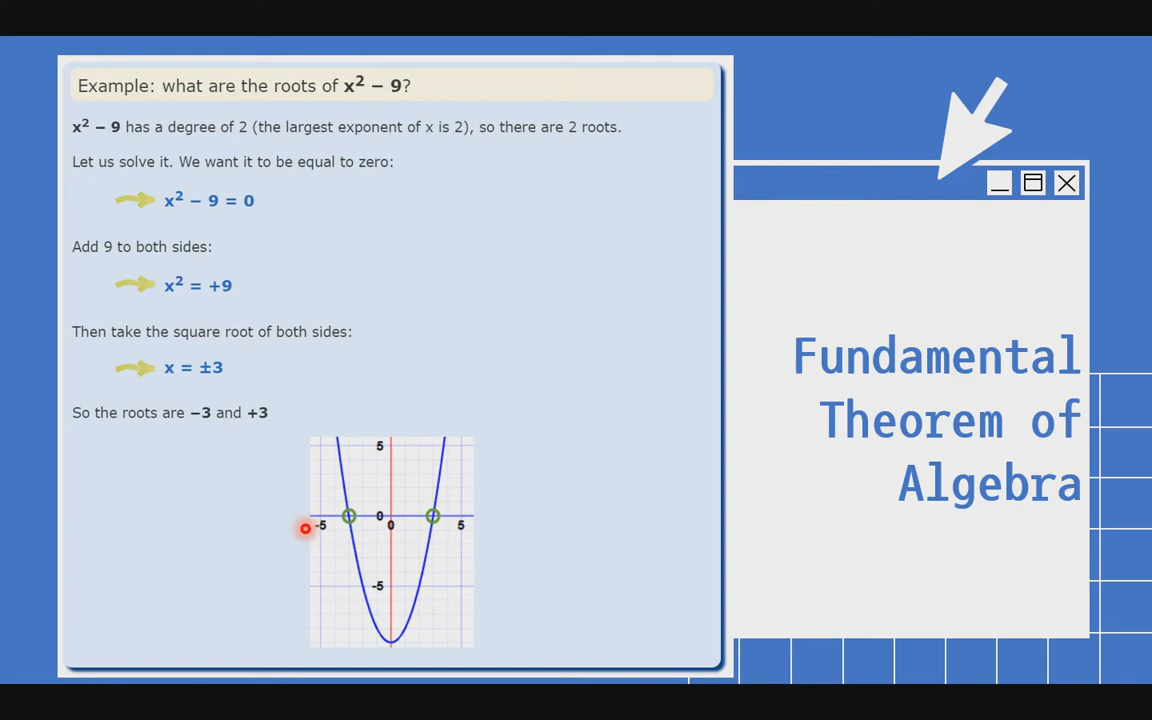 Example: what are the roots of x² − 9?
x² − 9 has a degree of 2 (the largest exponent of x is 2), so there are 2 roots.
Let us solve it. We want it to be equal to zero:
x² − 9 = 0
Add 9 to both sides:
x² = +9
Then take the square root of both sides:
x = ±3
So the roots are −3 and +3
5
0
-5 0 5
-5
Fundamental
Theorem of
Algebra